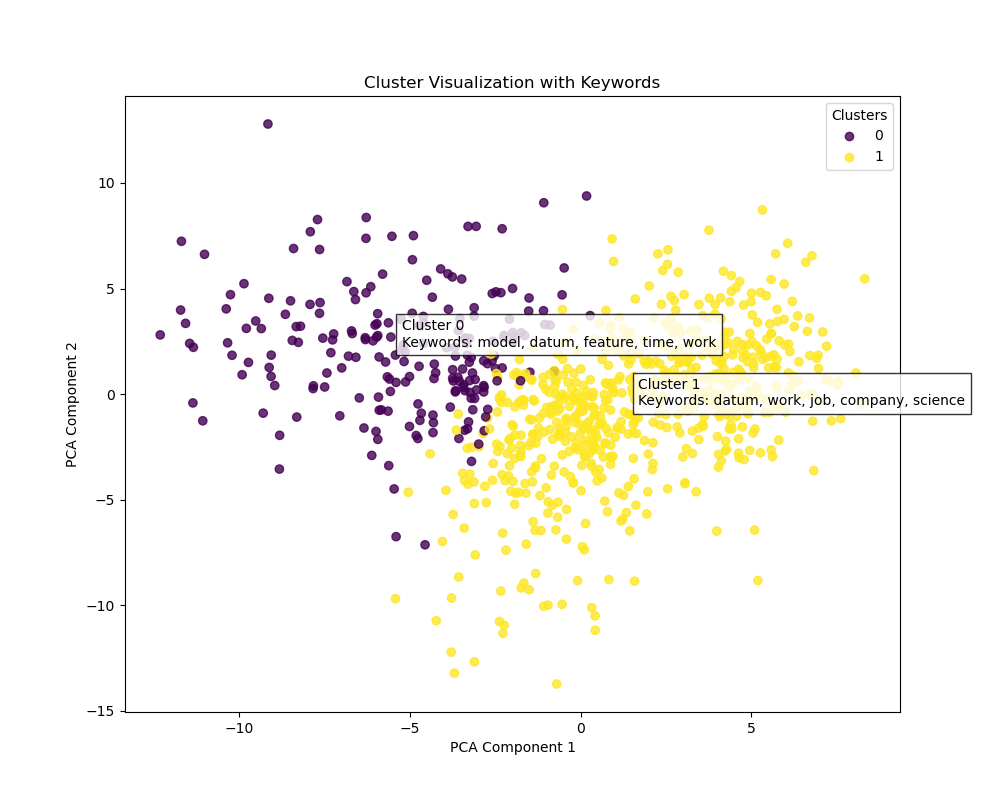 Cluster Visualization with Keywords
Clusters
0
1
10
5
0
−5
−10
−15
PCA Component 2
Cluster 0
Keywords: model, datum, feature, time, work
Cluster 1
Keywords: datum, work, job, company, science
−10
−5
0
5
PCA Component 1